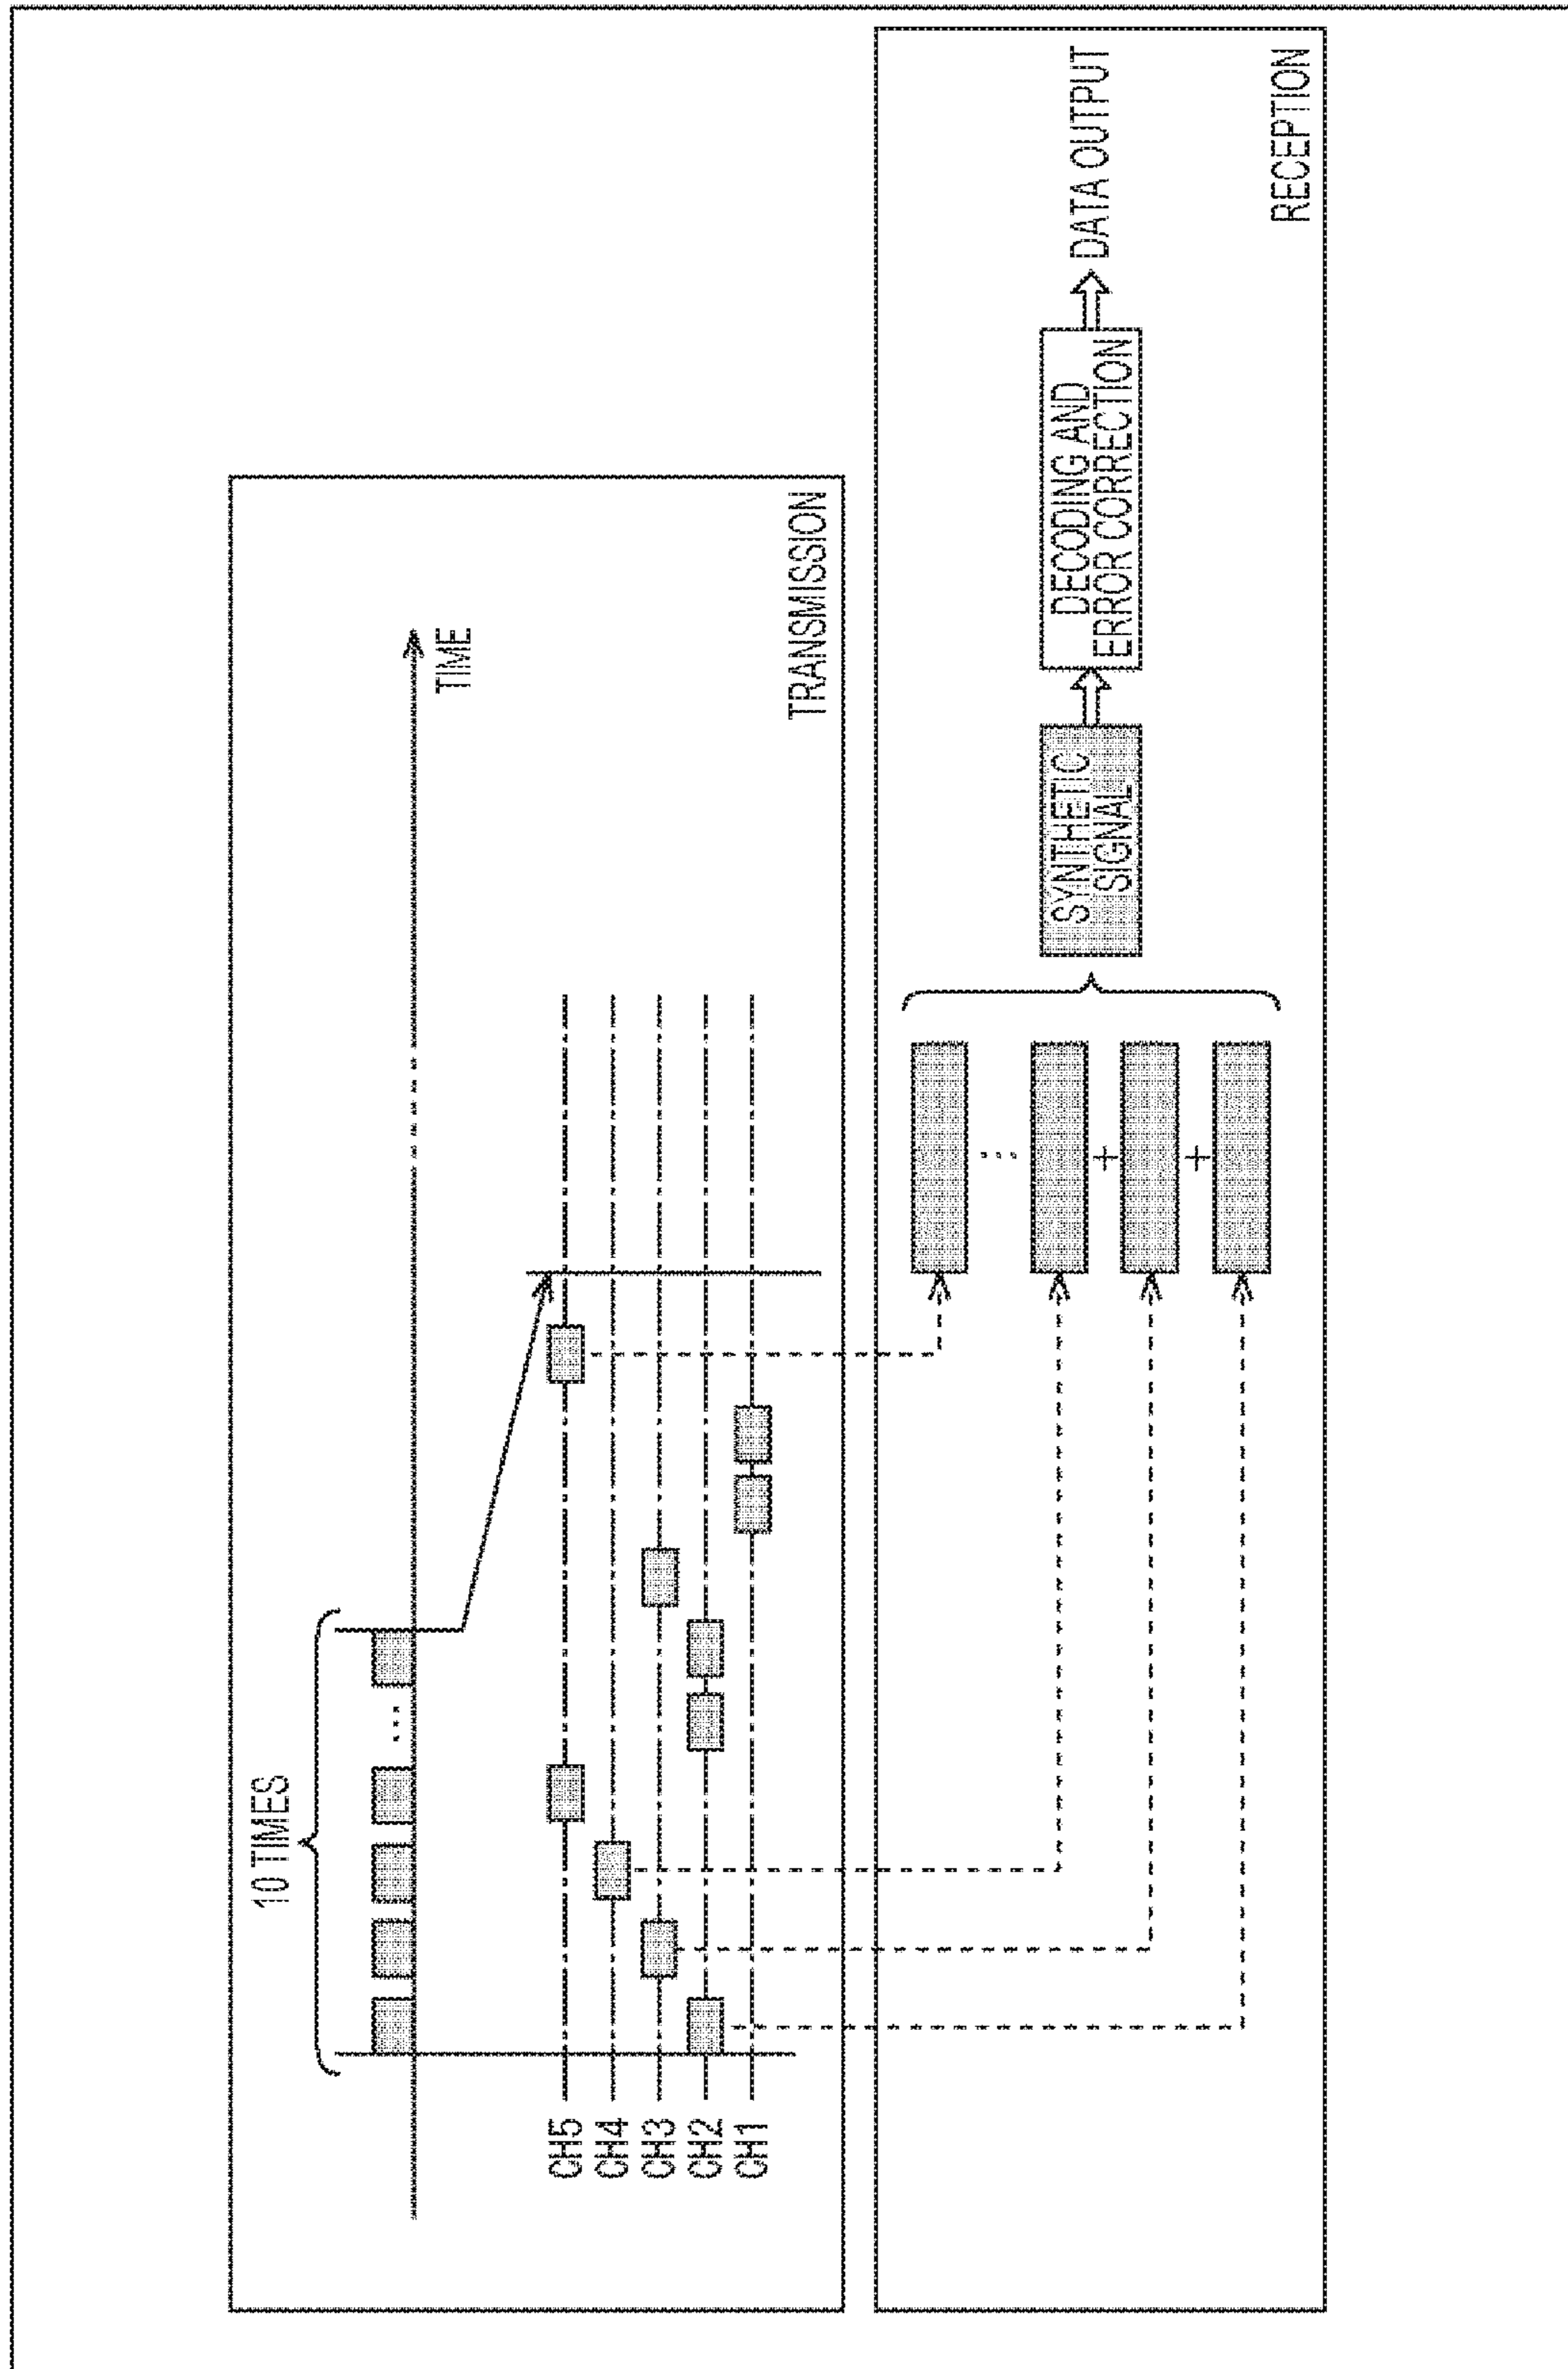 10 TIMES
...
TIME
CH5
CH4
CH3
CH2
CH1
TRANSMISSION
...
+
+
SYNTHETIC
SIGNAL
DECODING AND
ERROR CORRECTION
DATA OUTPUT
RECEPTION